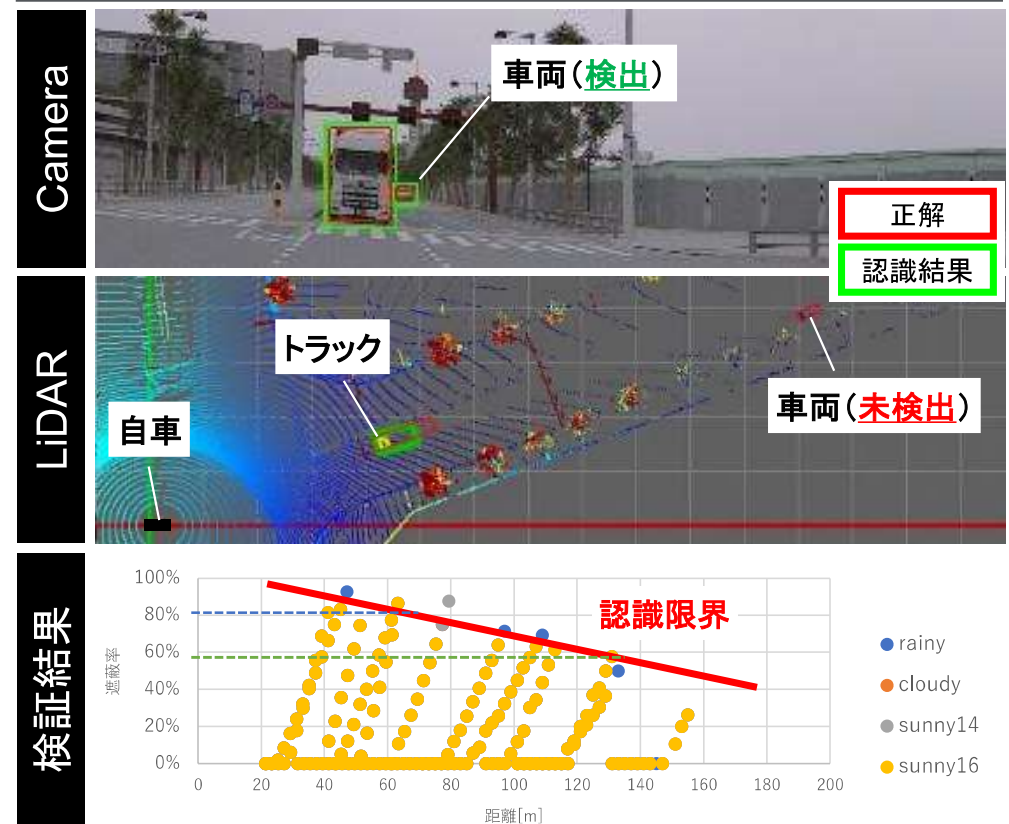 Camera
車両（検出）
正解
認識結果
LiDAR
トラック
自車
車両（未検出）
検証結果
100%
80%
60%
40%
20%
0%
遮蔽率
認識限界
0
20
40
60
80
100
120
140
160
180
200
距離[m]
rainy
cloudy
sunny14
sunny16